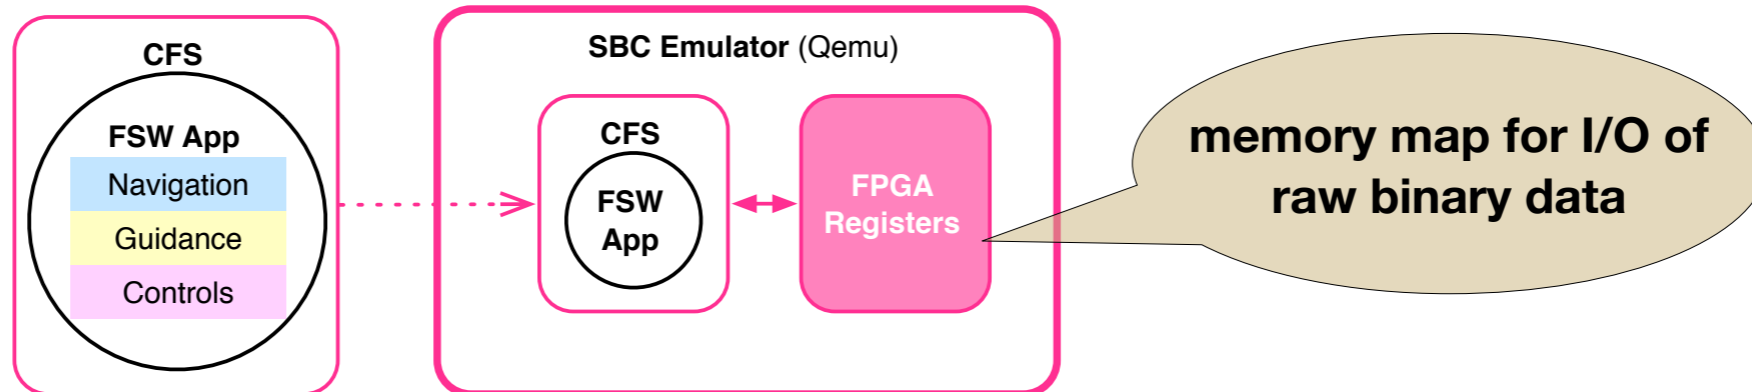 CFS
FSW App
Navigation
Guidance
Controls
SBC Emulator (Qemu)
CFS
FSW
App
FPGA
Registers
memory map for I/O of
raw binary data